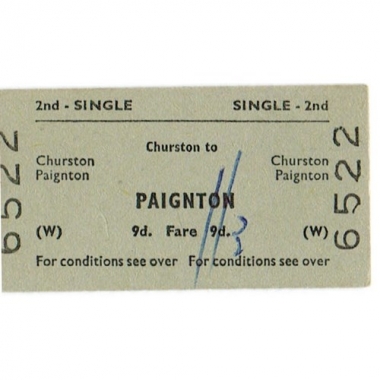 2nd - SINGLE SINGLE - 2nd
Churston to
Churston Churston
Paignton Paignton
PAIGNTON
(W) 9d. Fare 9d. (W)
For conditions see over For conditions see over
6522
6522